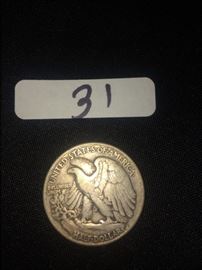 31
UNITED STATES OF AMERICA
HALF DOLLAR